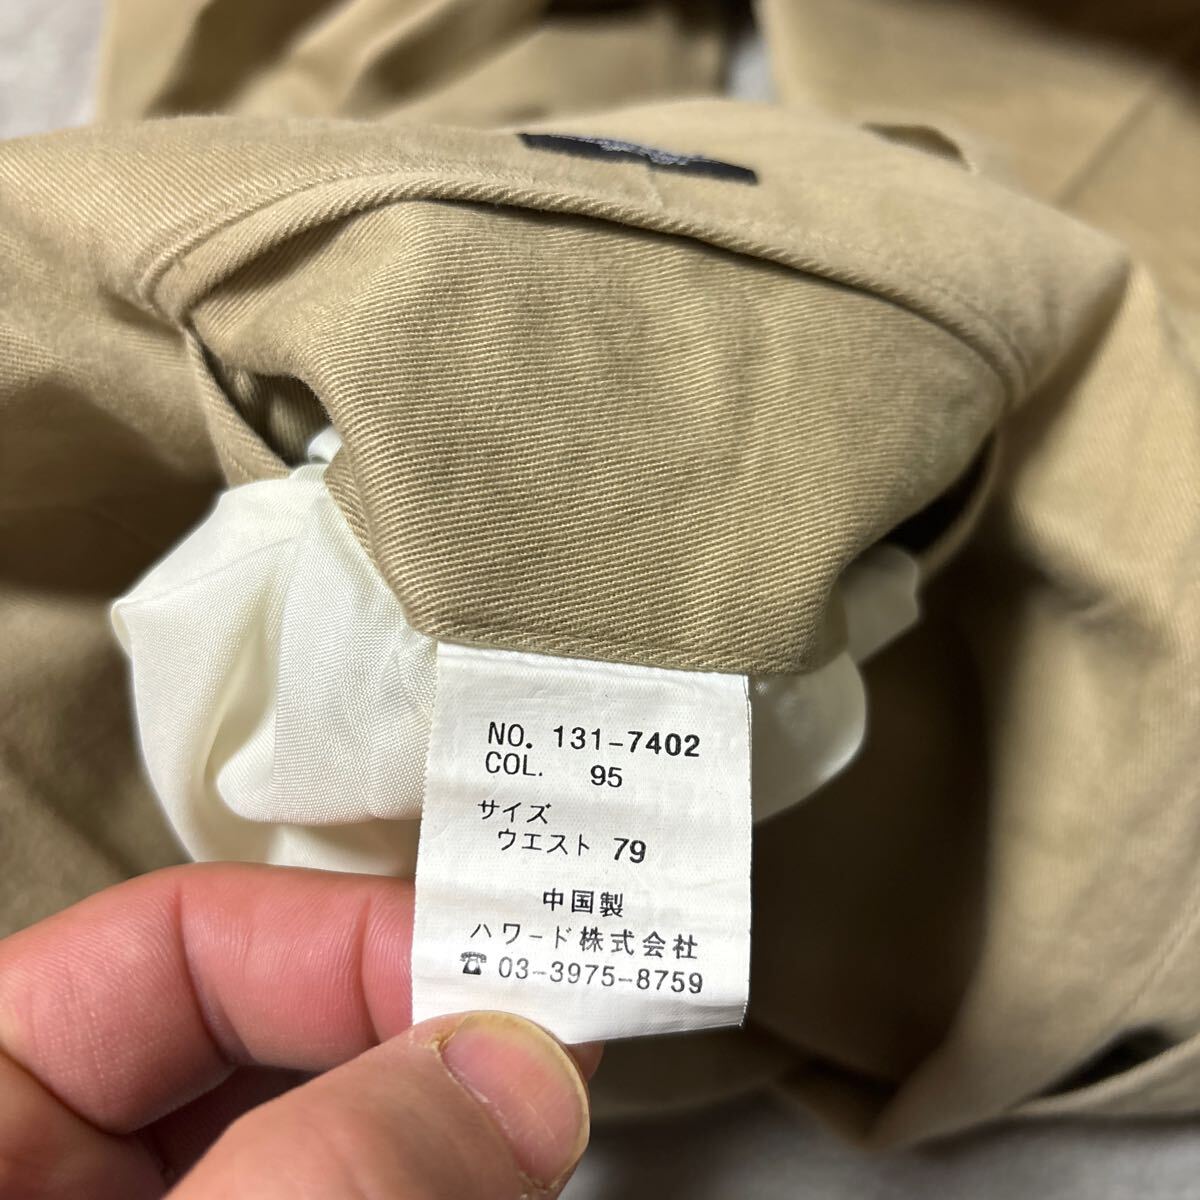 NO. 131-7402
COL. 95
サイズ
ウエスト 79
中国製
ハワード株式会社
☎ 03-3975-8759